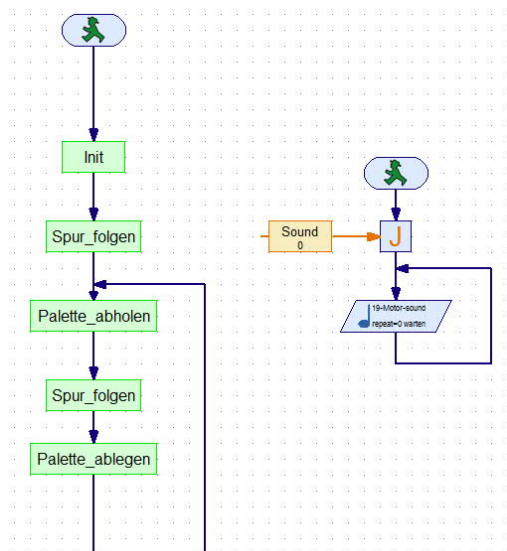 Init
Spur_folgen
Palette_abholen
Spur_folgen
Palette_ablegen
Sound
0
J
19-Motor-sound
repeat=0 warten